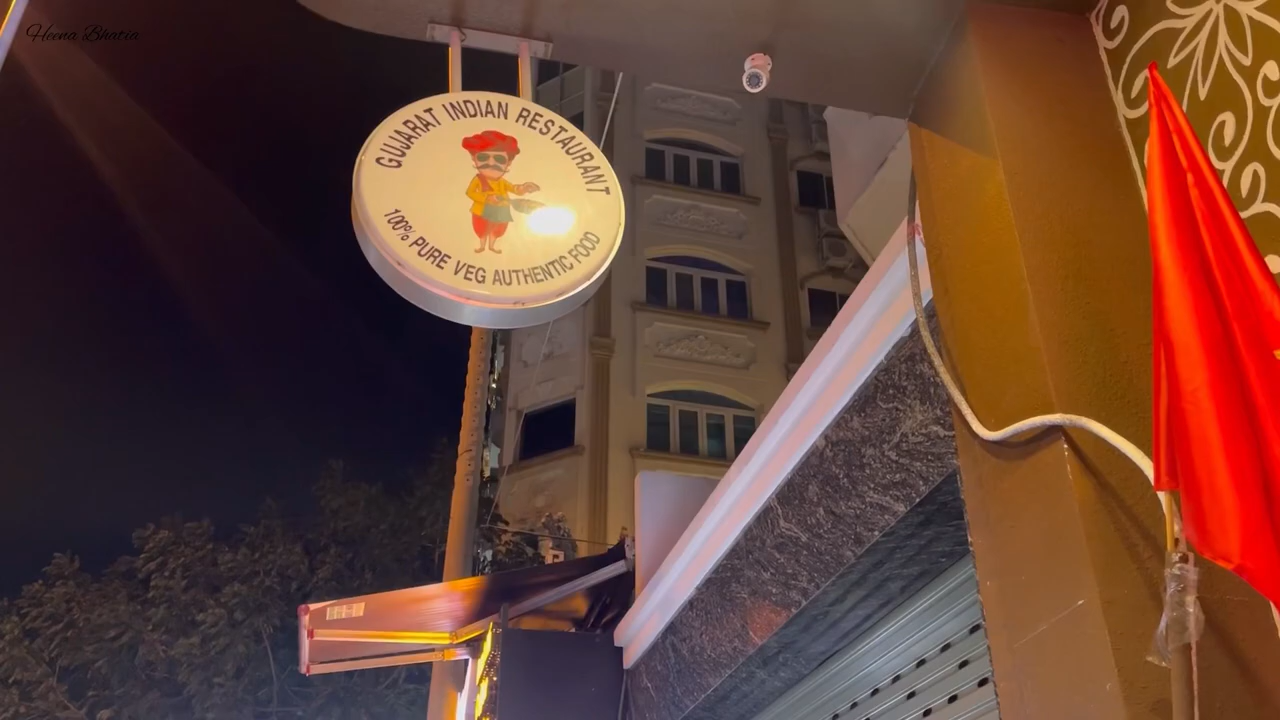 Heena Bhatia
GUJARAT INDIAN RESTAURANT
100% PURE VEG AUTHENTIC FOOD